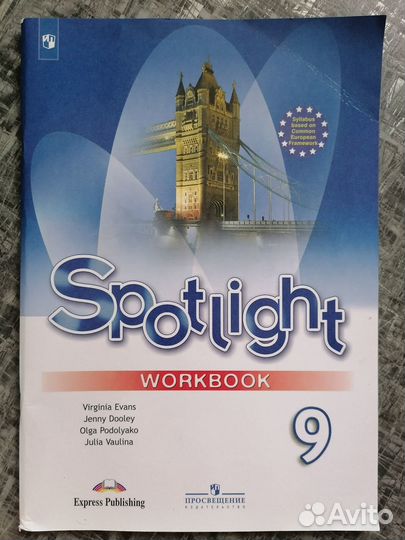 Syllabus
based on
Common
European
Framework
Spotlight
WORKBOOK
Virginia Evans
Jenny Dooley
Olga Podolyako
Julia Vaulina
9
Express Publishing
ПРОСВЕЩЕНИЕ
ИЗДАТЕЛЬСТВО
Avito